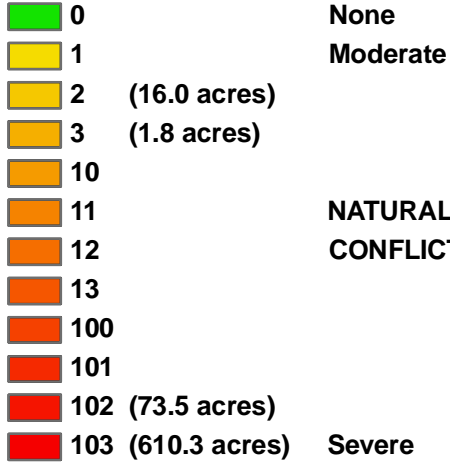 0 None
1 Moderate
2 (16.0 acres)
3 (1.8 acres)
10
11 NATURAL
12 CONFLICT
13
100
101
102 (73.5 acres)
103 (610.3 acres) Severe